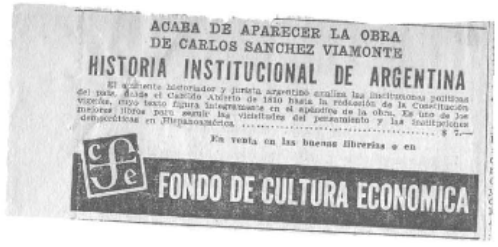 ACABA DE APARECER LA OBRA
DE CARLOS SANCHEZ VIAMONTE
HISTORIA INSTITUCIONAL DE ARGENTINA
El eminente historiador y jurista argentino analiza las instituciones políticas
del país, desde el Cabildo Abierto de 1810 hasta la redacción de la Constitución
vigente, cuyo texto figura íntegramente en el apéndice de la obra. Es uno de los
mejores libros para seguir las vicisitudes del pensamiento y las instituciones
democráticas en Hispanoamérica ........................................ $ 7.—
En venta en las buenas librerías o en
c f e
FONDO DE CULTURA ECONOMICA